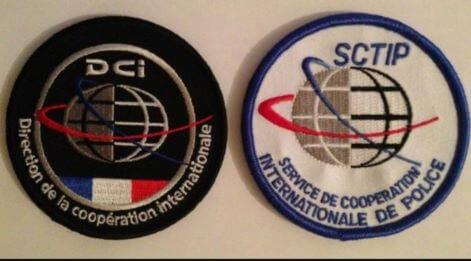 DCi
Direction de la coopération internationale
SCTIP
SERVICE DE COOPERATION
INTERNATIONALE DE POLICE